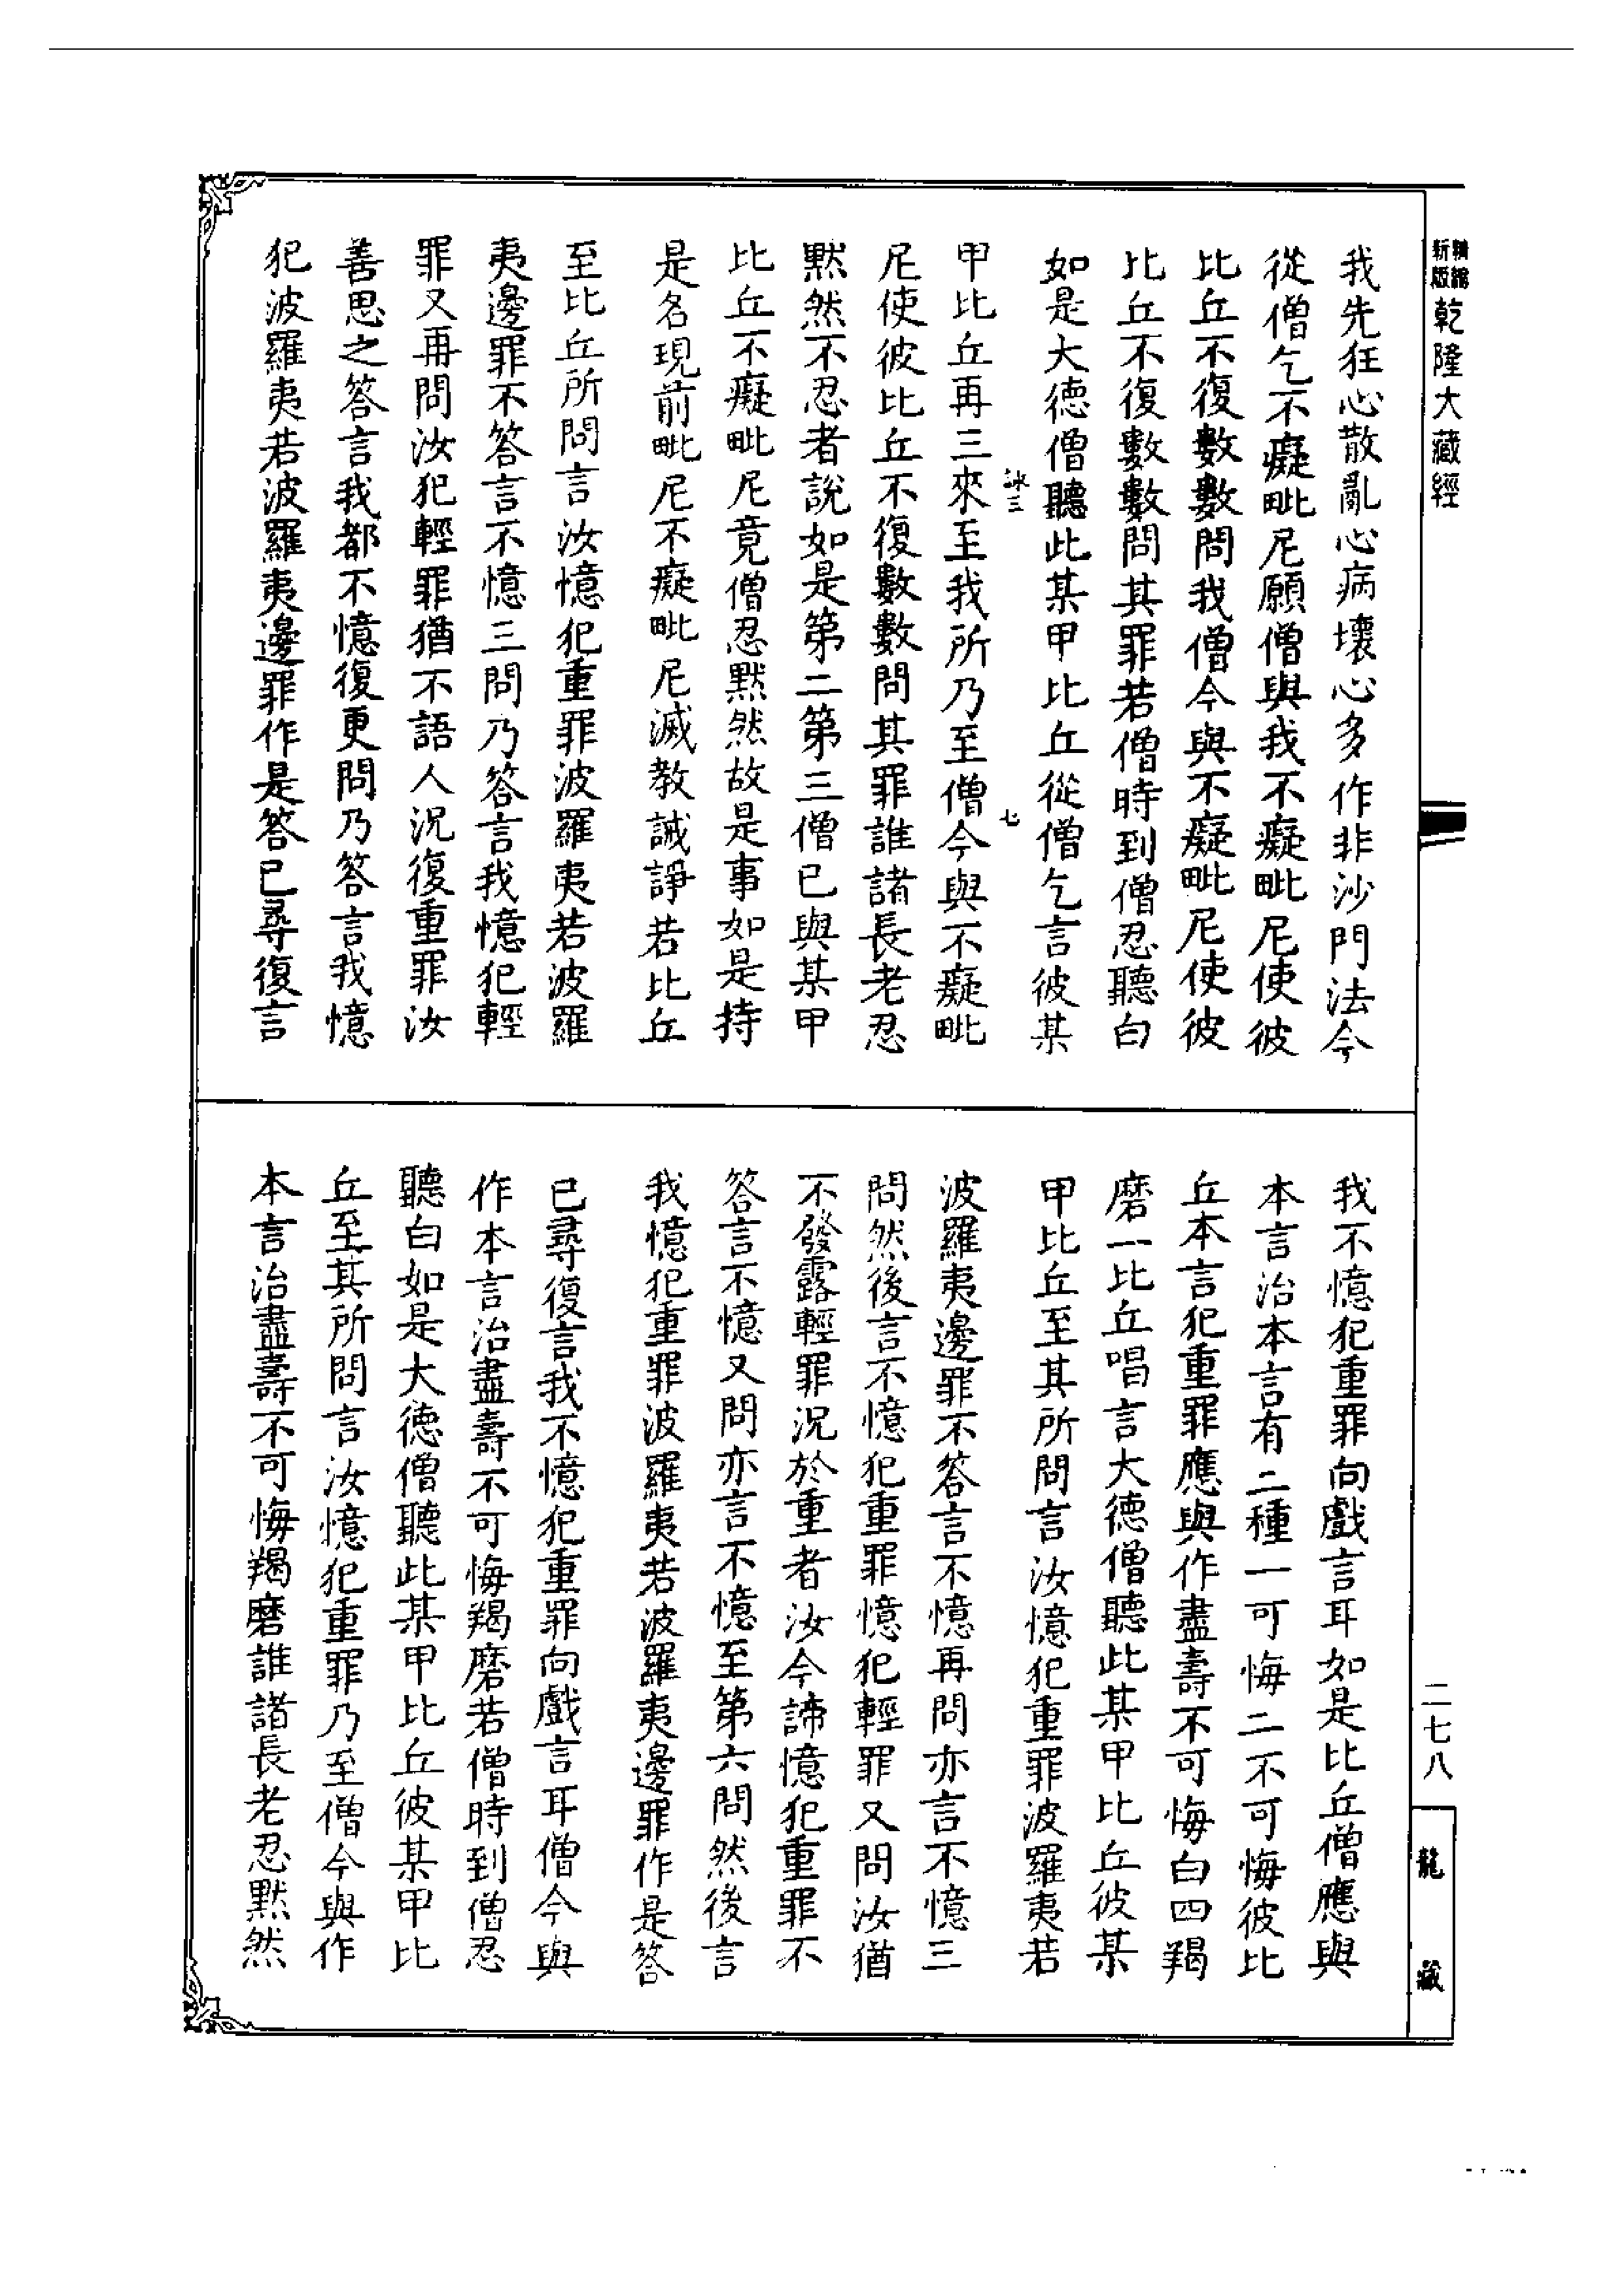 精縮新版乾隆大藏經
我先狂心散亂心病壞心多作非沙門法今
從僧乞不癡毗尼願僧與我不癡毗尼使彼
比丘不復數數問我僧今與不癡毗尼使彼
比丘不復數數問其罪若僧時到僧忍聽白
如是大德僧聽此某甲比丘從僧乞言彼某
詠三 七
甲比丘再三來至我所乃至僧今與不癡毗
尼使彼比丘不復數數問其罪誰諸長老忍
默然不忍者說如是第二第三僧已與某甲
比丘不癡毗尼竟僧忍默然故是事如是持
是名現前毗尼不癡毗尼滅教誡諍若比丘
至比丘所問言汝憶犯重罪波羅夷若波羅
夷邊罪不答言不憶三問乃答言我憶犯輕
罪又再問汝犯輕罪猶不語人況復重罪汝
善思之答言我都不憶復更問乃答言我憶
犯波羅夷若波羅夷邊罪作是答已尋復言
我不憶犯重罪向戲言耳如是比丘僧應與
本言治本言有二種一可悔二不可悔彼比
丘本言犯重罪應與作盡壽不可悔白四羯
磨一比丘唱言大德僧聽此某甲比丘彼某
甲比丘至其所問言汝憶犯重罪波羅夷若
波羅夷邊罪不答言不憶再問亦言不憶三
問然後言不憶犯重罪憶犯輕罪又問汝猶
不發露輕罪況於重者汝今諦憶犯重罪不
答言不憶又問亦言不憶至第六問然後言
我憶犯重罪波羅夷若波羅夷邊罪作是答
已尋復言我不憶犯重罪向戲言耳僧今與
作本言治盡壽不可悔羯磨若僧時到僧忍
聽白如是大德僧聽此某甲比丘彼某甲比
丘至其所問言汝憶犯重罪乃至僧今與作
本言治盡壽不可悔羯磨誰諸長老忍默然
二七八
龍藏